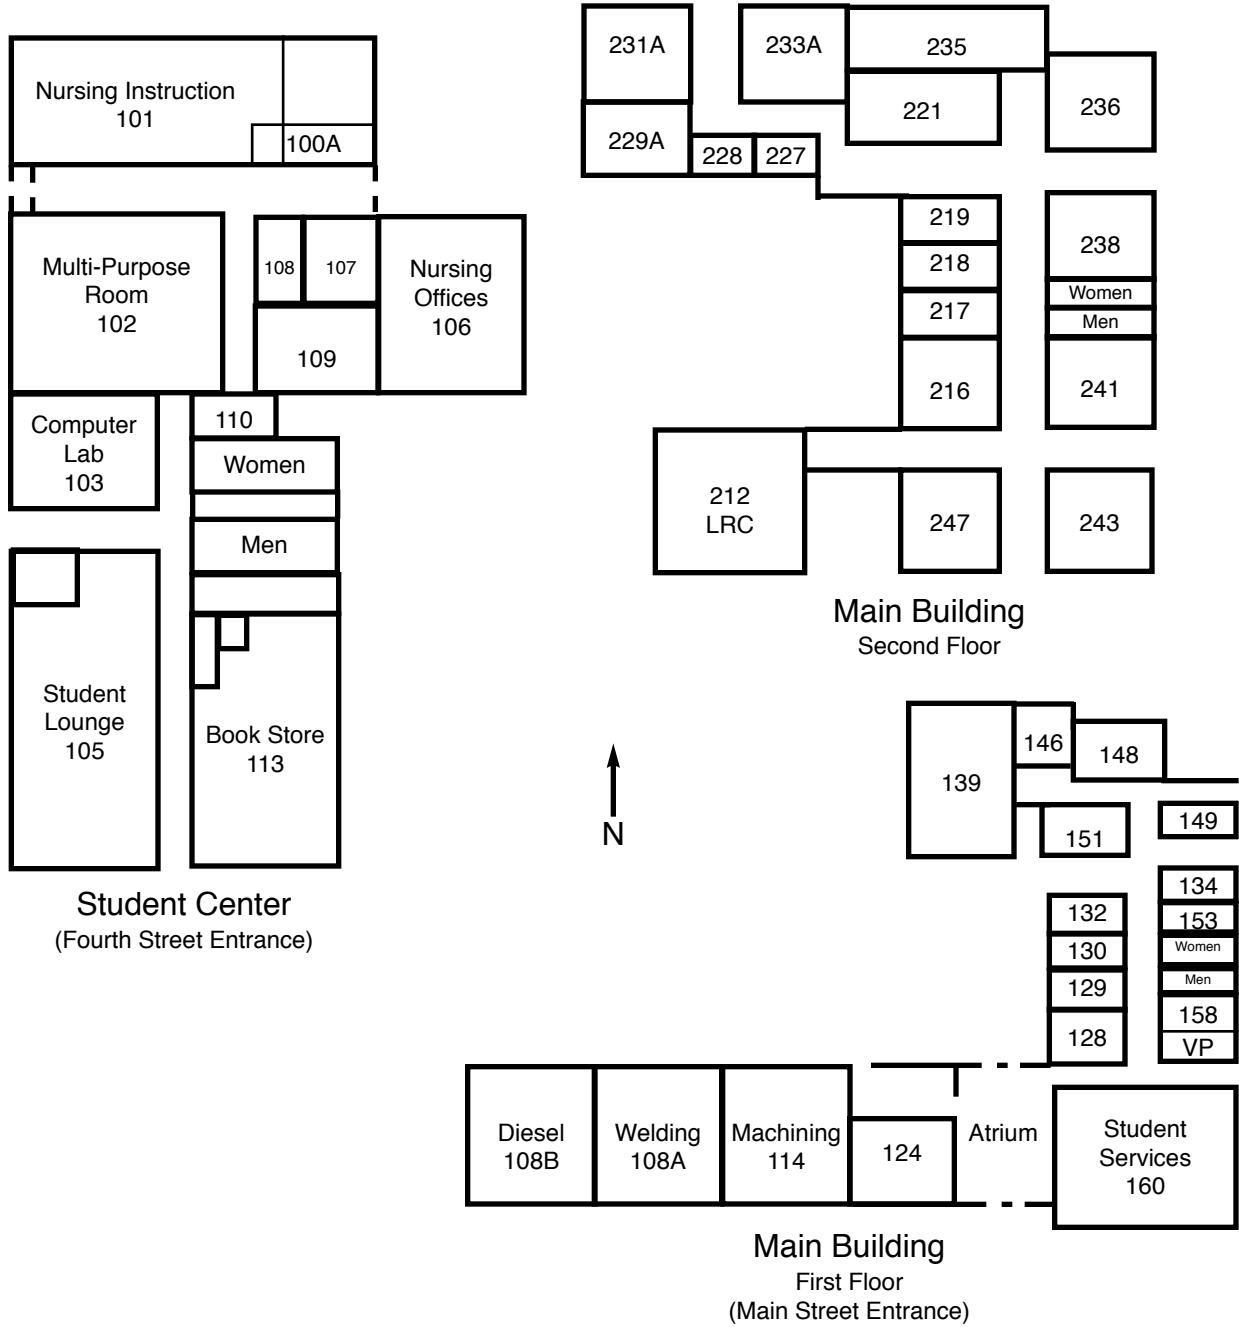 Nursing Instruction
101
100A
Multi-Purpose
Room
102
108
107
109
Nursing
Offices
106
Computer
Lab
103
110
Women
Men
Student
Lounge
105
Book Store
113
Student Center
(Fourth Street Entrance)
231A
233A
235
221
236
229A
228
227
219
218
217
216
238
Women
Men
241
212
LRC
247
243
Main Building
Second Floor
N
139
146
148
151
149
132
130
129
128
134
153
Women
Men
158
VP
Diesel
108B
Welding
108A
Machining
114
124
Atrium
Student
Services
160
Main Building
First Floor
(Main Street Entrance)